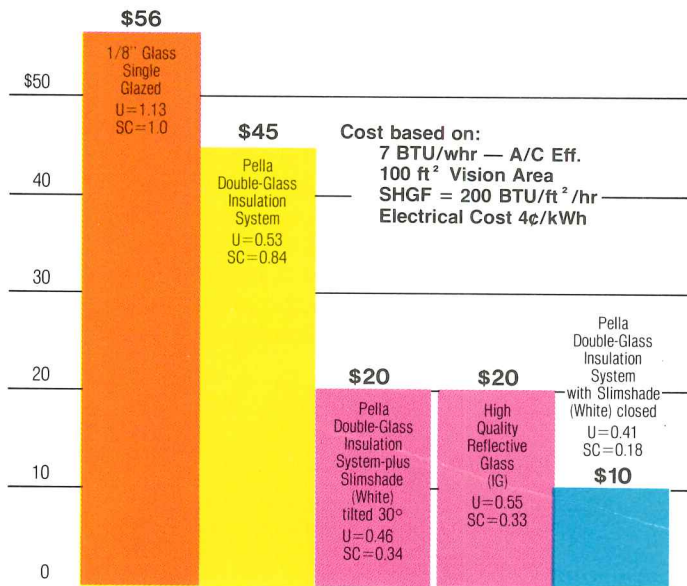 $56
1/8" Glass
Single
Glazed
U=1.13
SC=1.0
$50
40
30
20
10
0
$45
Pella
Double-Glass
Insulation
System
U=0.53
SC=0.84
Cost based on:
7 BTU/whr — A/C Eff.
100 ft² Vision Area
SHGF = 200 BTU/ft²/hr
Electrical Cost 4¢/kWh
$20
Pella
Double-Glass
Insulation
System-plus
Slimshade
(White)
tilted 30°
U=0.46
SC=0.34
$20
High
Quality
Reflective
Glass
(IG)
U=0.55
SC=0.33
Pella
Double-Glass
Insulation
System
with Slimshade
(White) closed
U=0.41
SC=0.18
$10